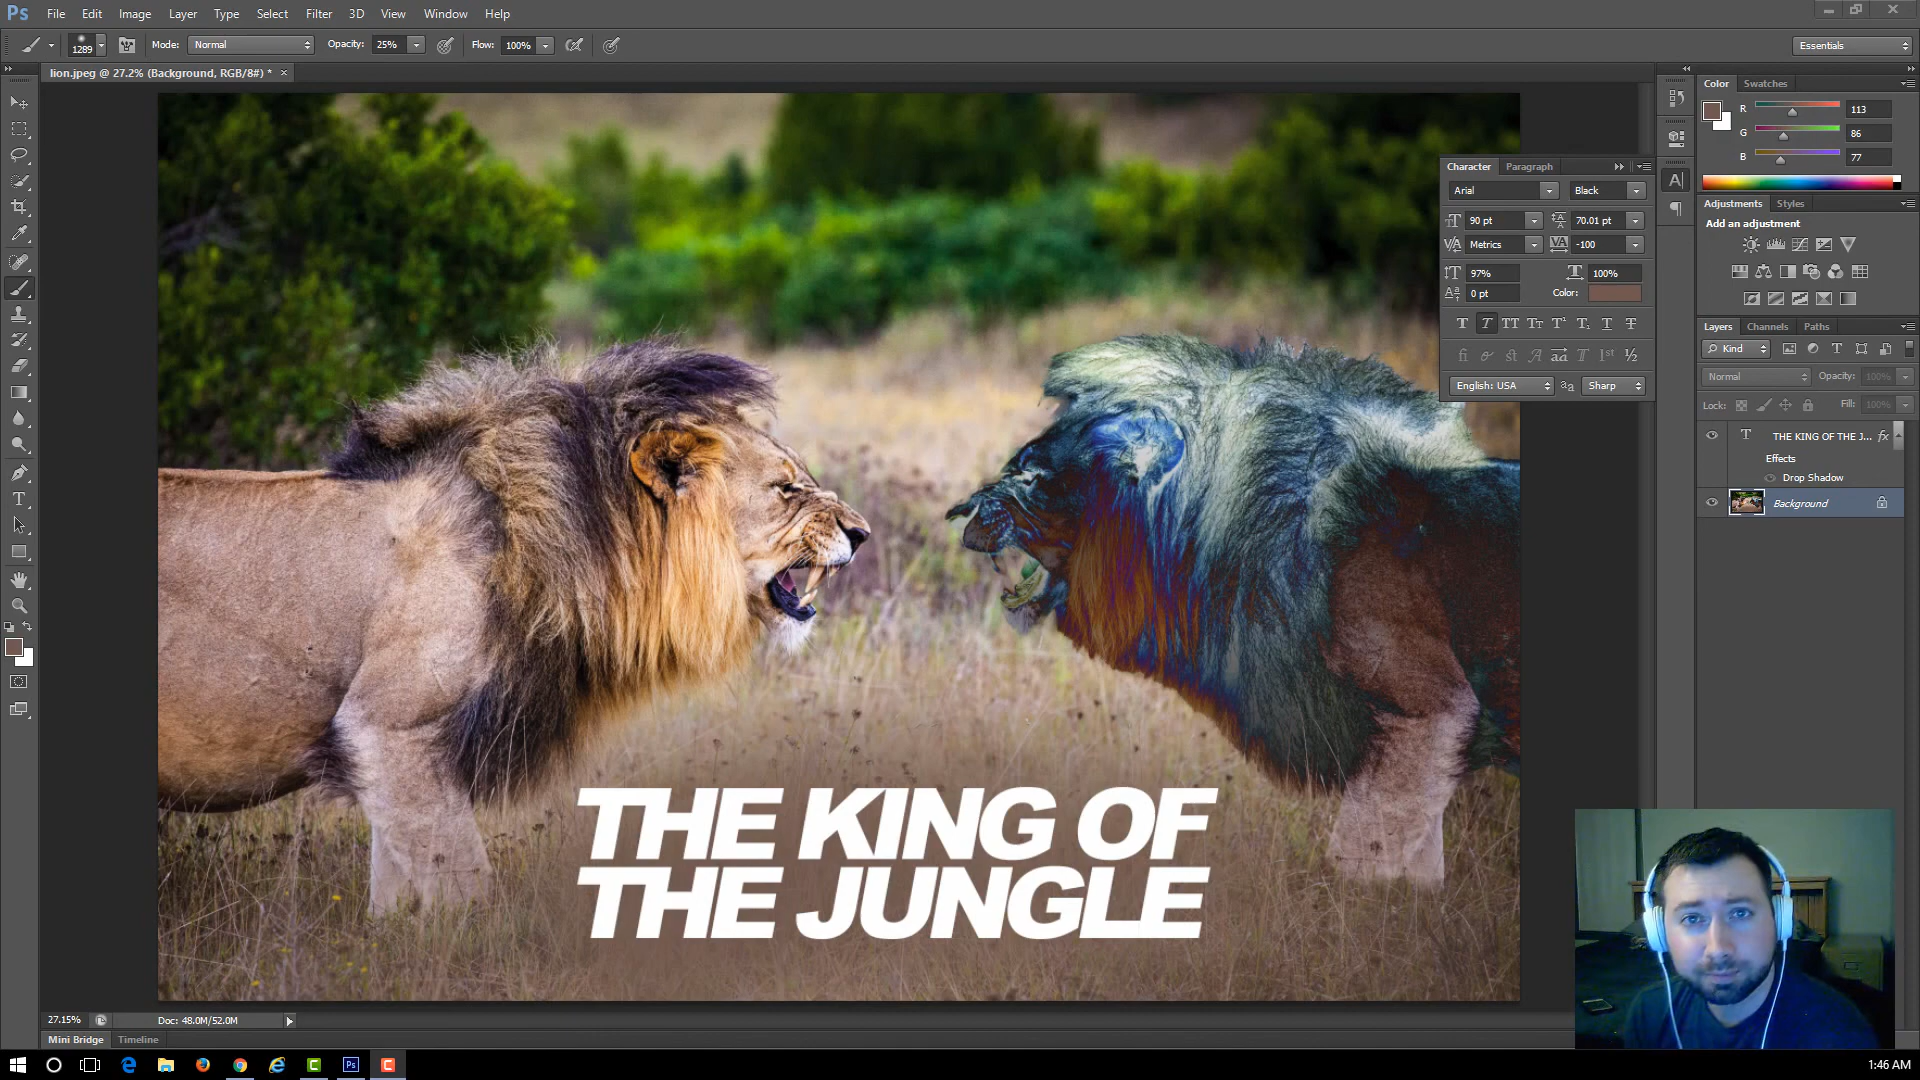 Ps File Edit Image Layer Type Select Filter 3D View Window Help
1289 Mode: Normal Opacity: 25% Flow: 100% Essentials
lion.jpeg @ 27.2% (Background, RGB/8#) * ×
Color Swatches
R 113
G 86
B 77
Character Paragraph
Arial Black
90 pt 70.01 pt
Metrics -100
97% 100%
0 pt Color:
English: USA Sharp
Adjustments Styles
Add an adjustment
Layers Channels Paths
Kind
Normal Opacity: 100%
Lock: Fill: 100%
THE KING OF THE J... fx
Effects
Drop Shadow
Background
THE KING OF
THE JUNGLE
27.15% Doc: 48.0M/52.0M
Mini Bridge Timeline
1:46 AM